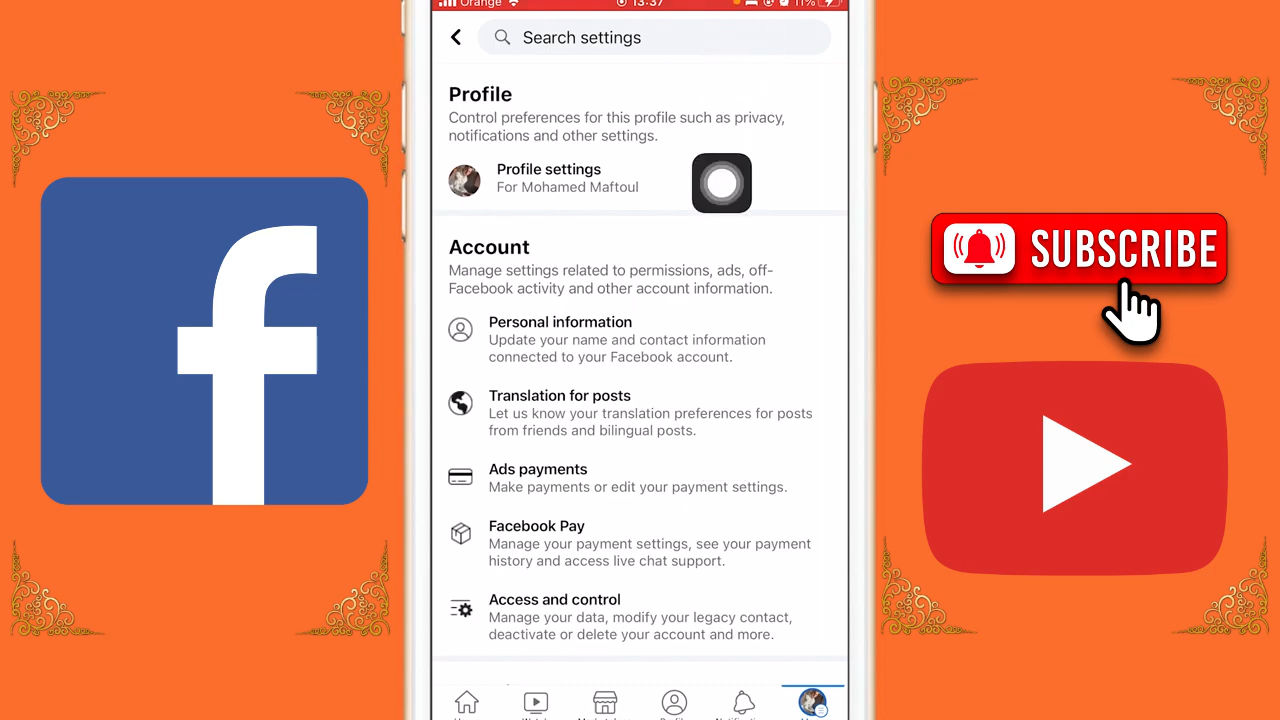 Orange 13:37 11%
Search settings
Profile
Control preferences for this profile such as privacy,
notifications and other settings.
Profile settings
For Mohamed Maftoul
Account
Manage settings related to permissions, ads, off-
Facebook activity and other account information.
Personal information
Update your name and contact information
connected to your Facebook account.
Translation for posts
Let us know your translation preferences for posts
from friends and bilingual posts.
Ads payments
Make payments or edit your payment settings.
Facebook Pay
Manage your payment settings, see your payment
history and access live chat support.
Access and control
Manage your data, modify your legacy contact,
deactivate or delete your account and more.
f
SUBSCRIBE